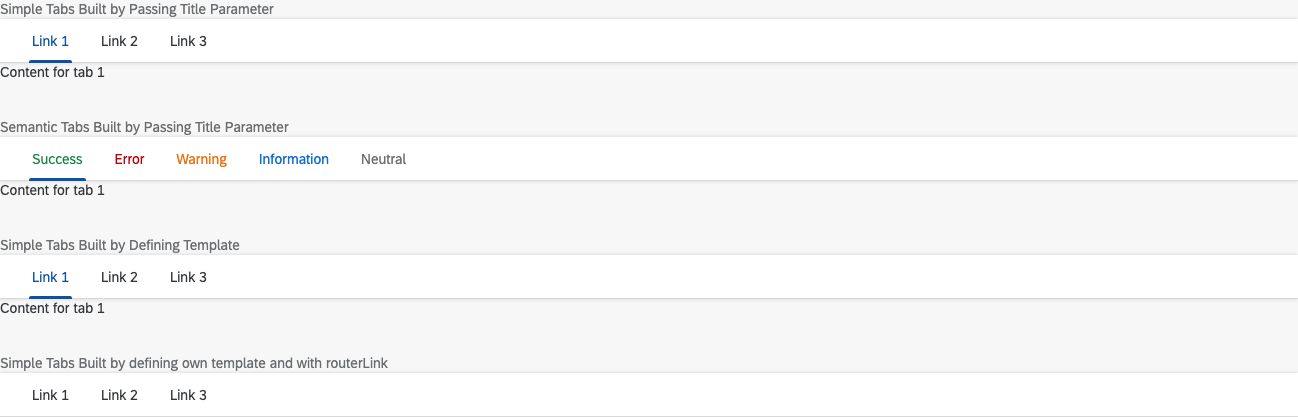 Simple Tabs Built by Passing Title Parameter
Link 1 Link 2 Link 3
Content for tab 1
Semantic Tabs Built by Passing Title Parameter
Success Error Warning Information Neutral
Content for tab 1
Simple Tabs Built by Defining Template
Link 1 Link 2 Link 3
Content for tab 1
Simple Tabs Built by defining own template and with routerLink
Link 1 Link 2 Link 3